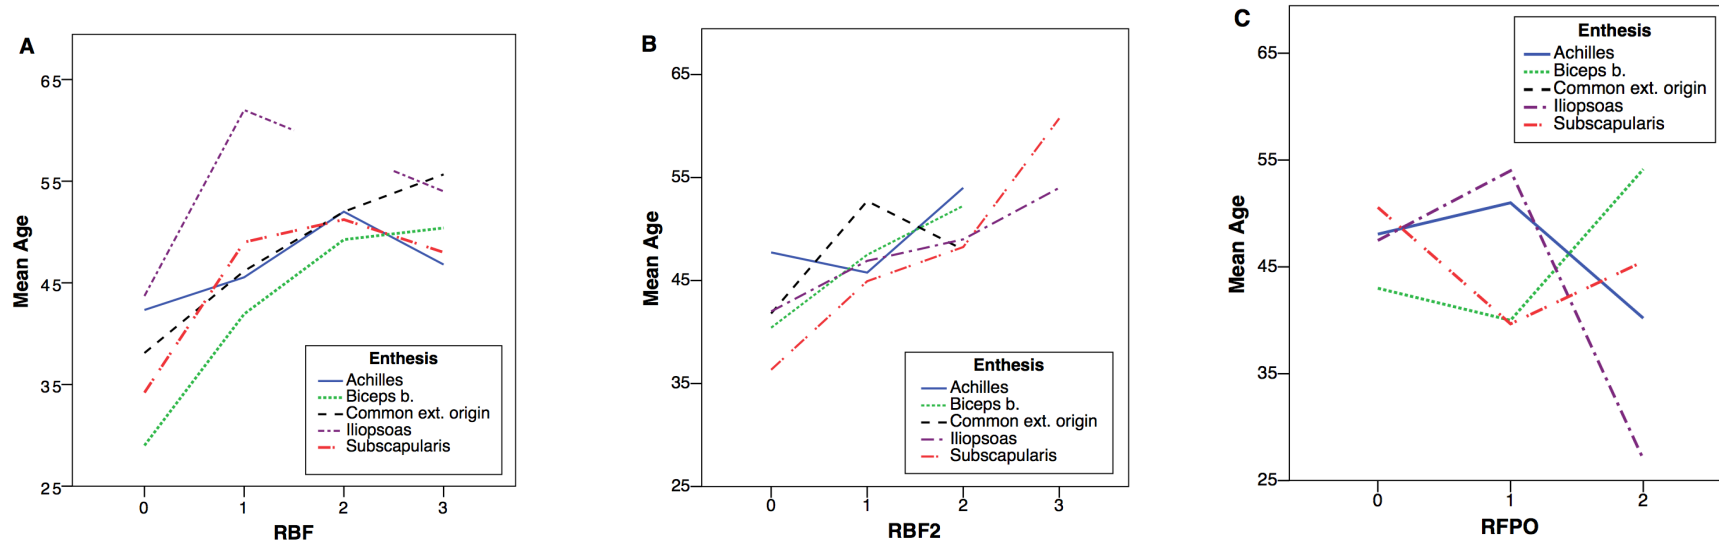 A
Mean Age
65
55
45
35
25
0 1 2 3
RBF
Enthesis
Achilles
Biceps b.
Common ext. origin
Iliopsoas
Subscapularis
B
Mean Age
65
55
45
35
25
0 1 2 3
RBF2
Enthesis
Achilles
Biceps b.
Common ext. origin
Iliopsoas
Subscapularis
C
Mean Age
65
55
45
35
25
0 1 2
RFPO
Enthesis
Achilles
Biceps b.
Common ext. origin
Iliopsoas
Subscapularis